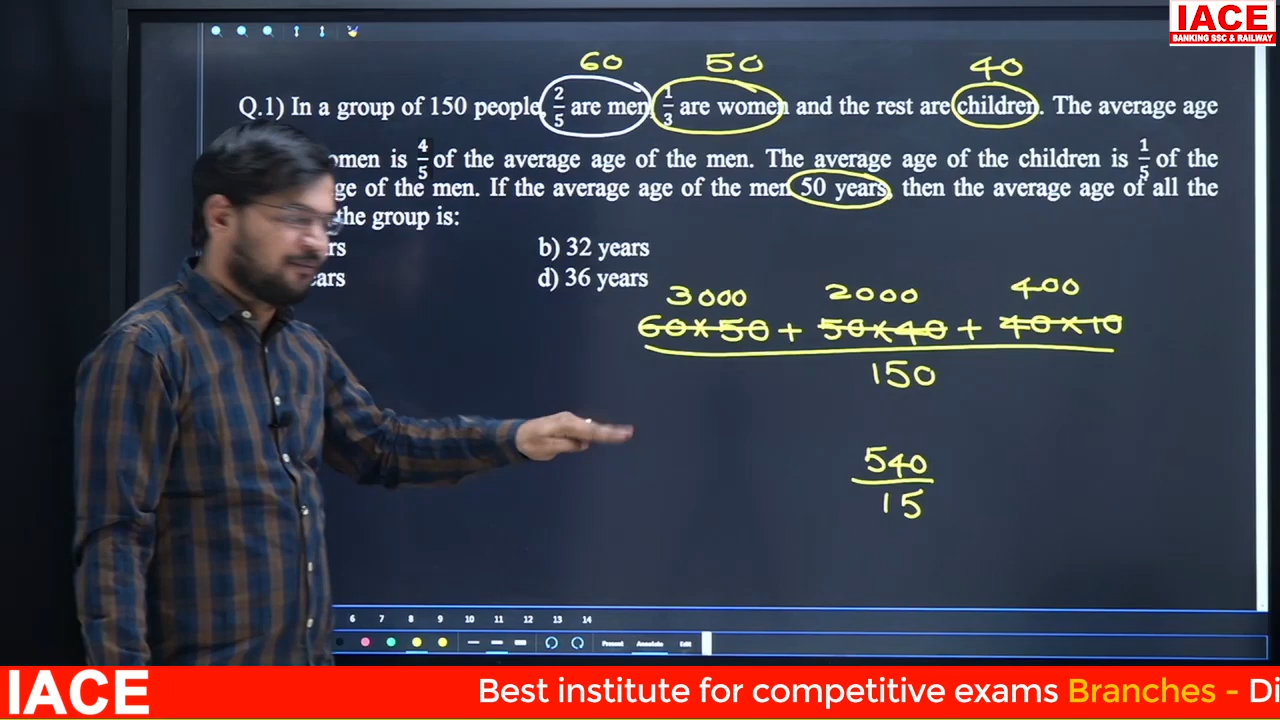 IACE
BANKING SSC & RAILWAY
60 50 40
Q.1) In a group of 150 people, 2/5 are men, 1/3 are women and the rest are children. The average age
omen is 4/5 of the average age of the men. The average age of the children is 1/5 of the
ge of the men. If the average age of the men 50 years, then the average age of all the
the group is:
rs b) 32 years
ears d) 36 years
3000 2000 400
60×50 + 50×40 + 40×10
150
540
15
6 7 8 9 10 11 12 13 14
Present Annotate Edit
IACE Best institute for competitive exams Branches - Di